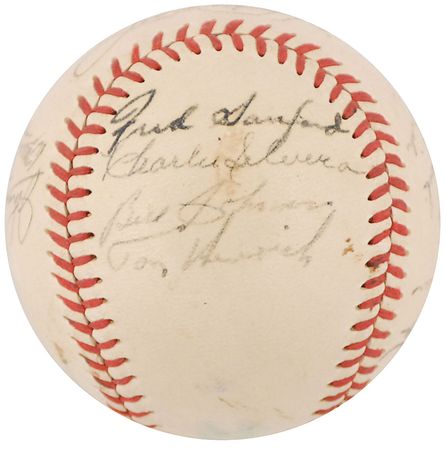 Fred Sanford
Charlie Silvera
Bill Johnson
Tom Henrich